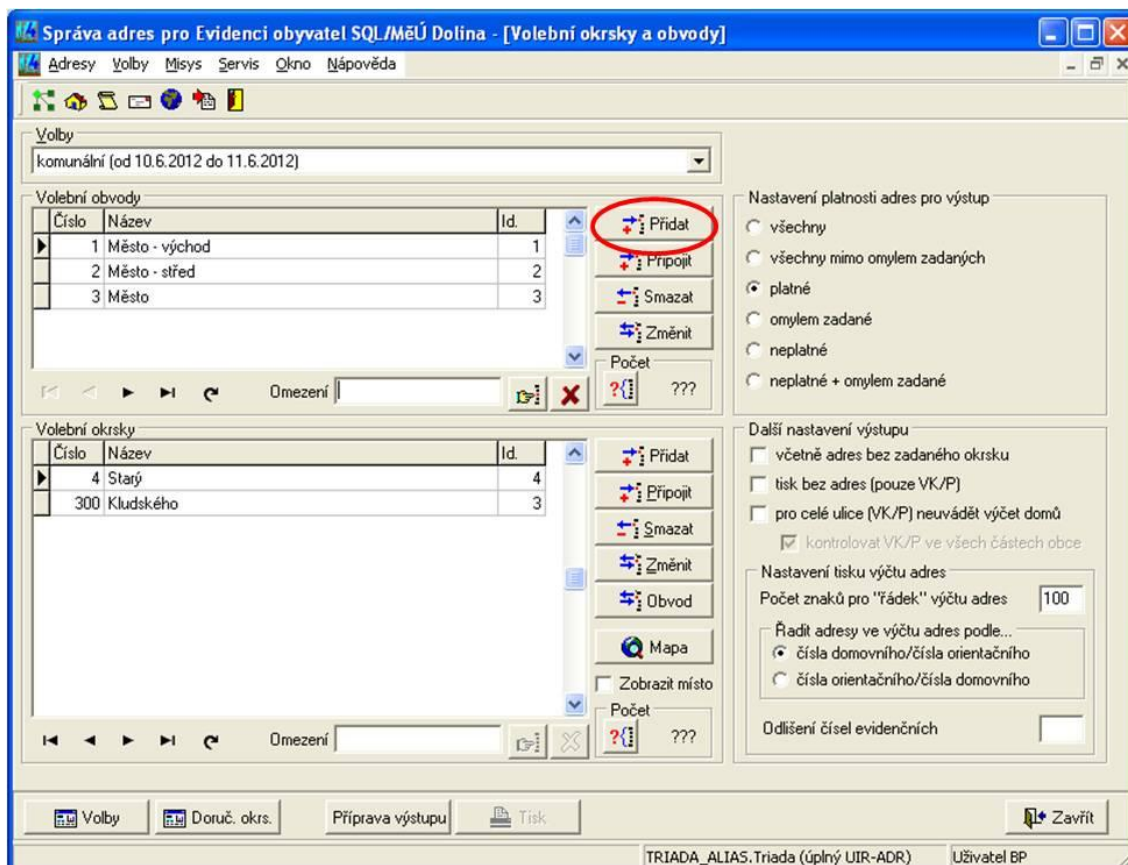 Správa adres pro Evidenci obyvatel SQL/MěÚ Dolina - [Volební okrsky a obvody]
Adresy Volby Misys Servis Okno Nápověda
Volby
komunální (od 10.6.2012 do 11.6.2012)
Volební obvody
Číslo Název Id.
1 Město - východ 1
2 Město - střed 2
3 Město 3
Přidat
Připojit
Smazat
Změnit
Počet
???
Omezení
Nastavení platnosti adres pro výstup
všechny
všechny mimo omylem zadaných
platné
omylem zadané
neplatné
neplatné + omylem zadané
Volební okrsky
Číslo Název Id.
4 Starý 4
300 Kludského 3
Přidat
Připojit
Smazat
Změnit
Obvod
Mapa
Zobrazit místo
Počet
???
Omezení
Další nastavení výstupu
včetně adres bez zadaného okrsku
tisk bez adres (pouze VK/P)
pro celé ulice (VK/P) neuvádět výčet domů
kontrolovat VK/P ve všech částech obce
Nastavení tisku výčtu adres
Počet znaků pro "řádek" výčtu adres 100
Řadit adresy ve výčtu adres podle...
čísla domovního/čísla orientačního
čísla orientačního/čísla domovního
Odlišení čísel evidenčních
Volby Doruč. okrs. Příprava výstupu Tisk Zavřít
TRIADA_ALIAS.Triada (úplný UIR-ADR) Uživatel BP